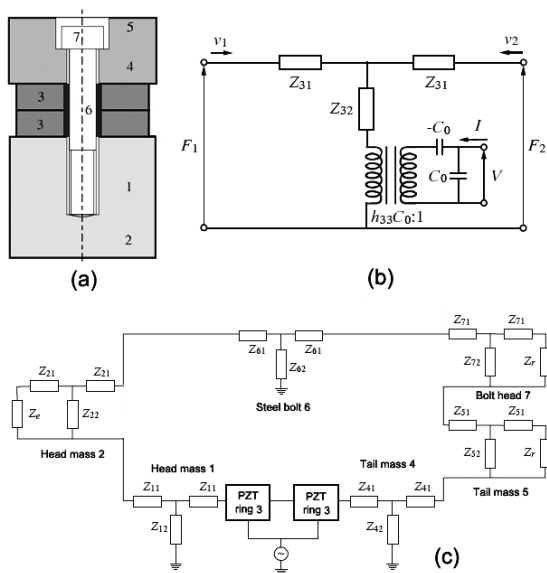 5
7
4
3
3
6
1
2
(a)
v1
v2
Z31
Z31
Z32
-C0
I
F1
C0
V
F2
h33C0:1
(b)
Z71
Z71
Z61
Z61
Z21
Z21
Z62
Z72
Zr
Ze
Z22
Steel bolt 6
Bolt head 7
Z51
Z51
Head mass 2
Z52
Zr
Head mass 1
Tail mass 4
Z11
Z11
PZT
ring 3
PZT
ring 3
Z41
Z41
Tail mass 5
Z12
Z42
~
(c)